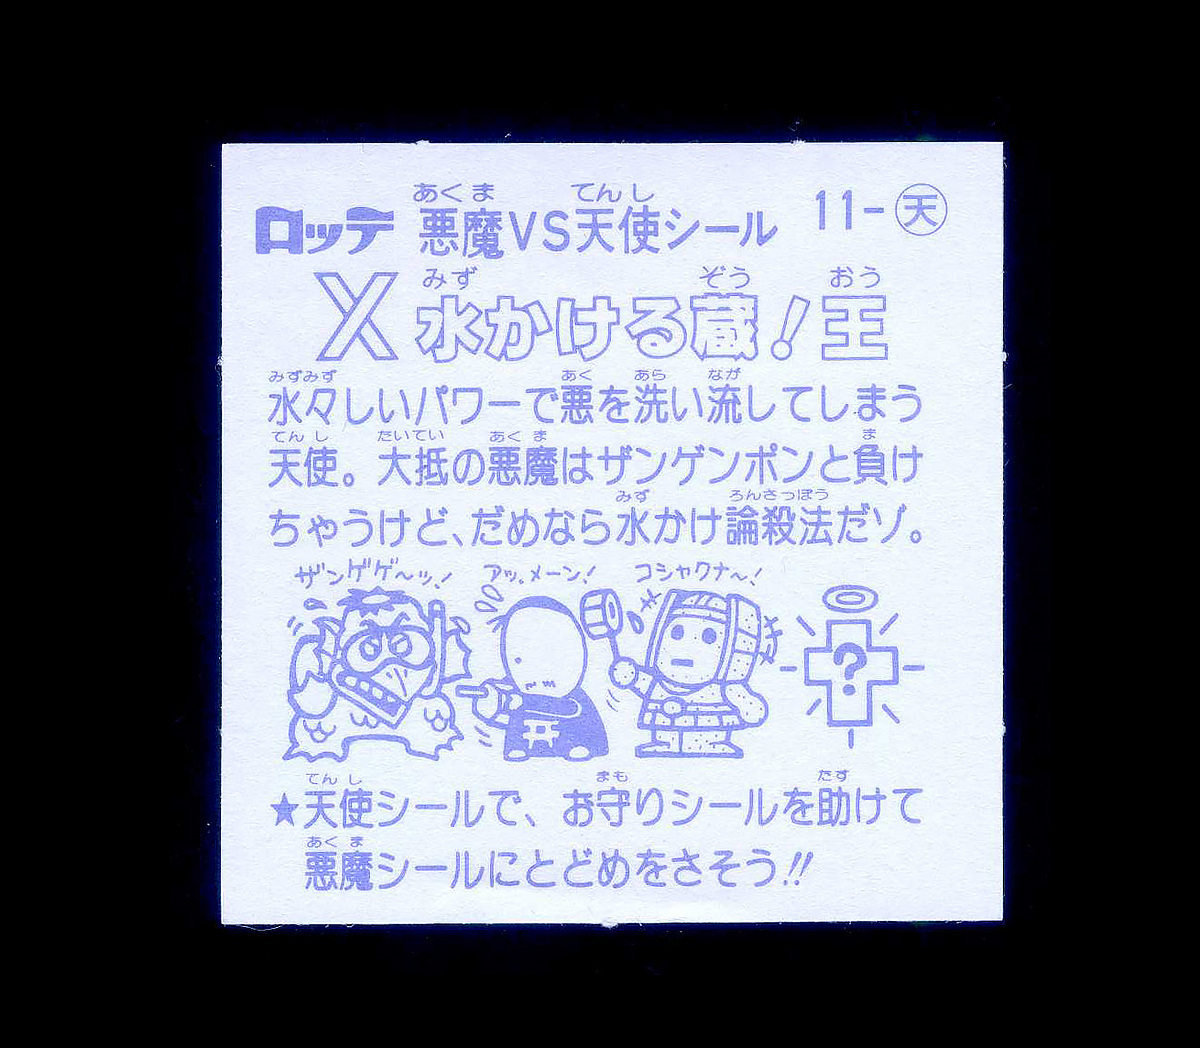 ロッテ 悪魔VS天使シール 11-天
あくま てんし
X 水かける蔵!王
みず ぞう おう
水々しいパワーで悪を洗い流してしまう
みずみず あく あら なが
天使。大抵の悪魔はザンゲンポンと負け
てんし たいてい あくま ま
ちゃうけど、だめなら水かけ論殺法だゾ。
みず ろんさっぽう
ザンゲゲ〜ッ! アッ、メーン! コシャクナ〜!
井
?
★天使シールで、お守りシールを助けて
てんし まも たす
悪魔シールにとどめをさそう!!
あくま